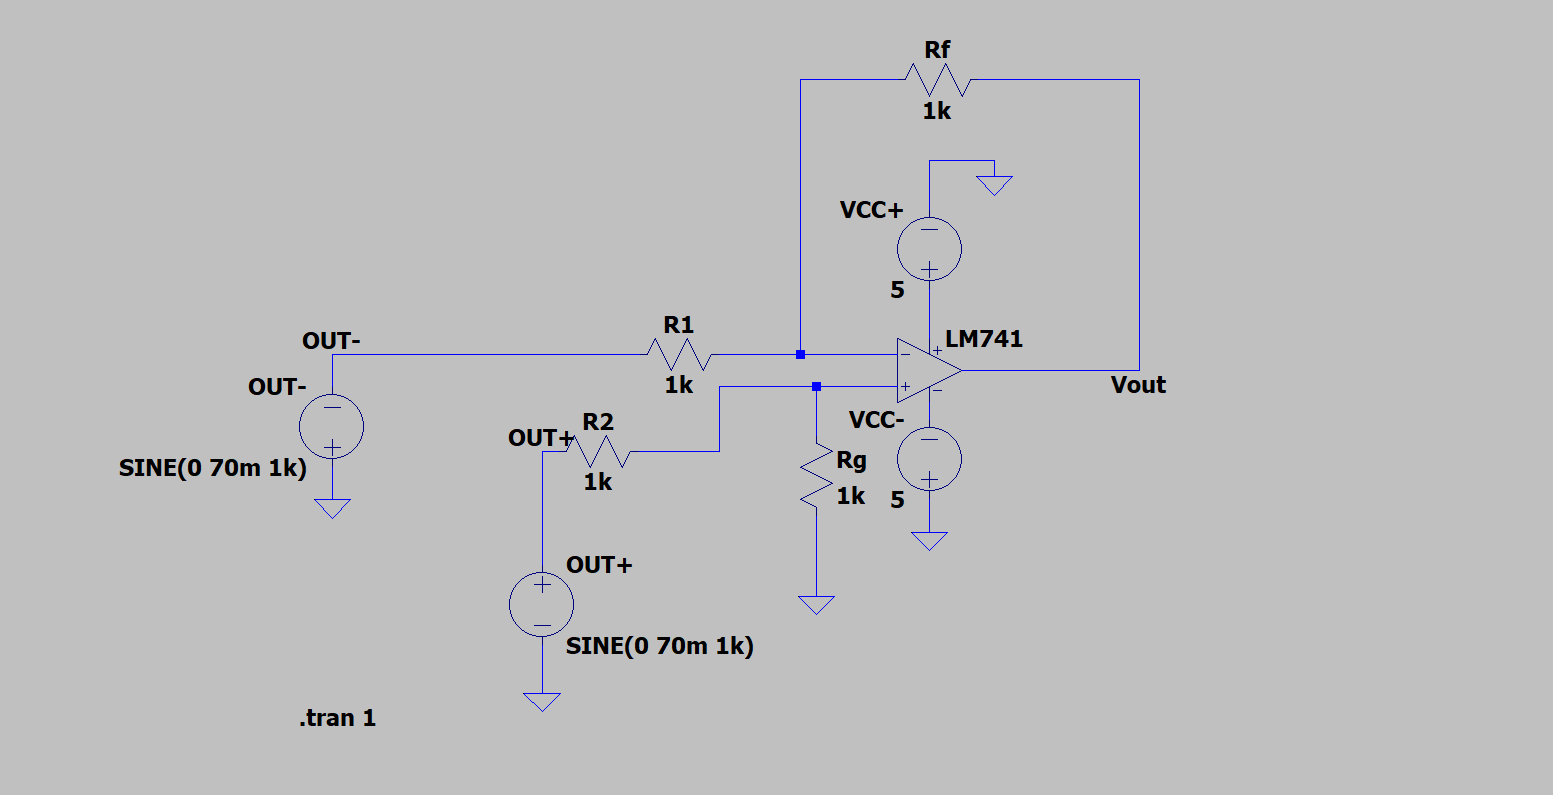 Rf
1k
VCC+
5
LM741
OUT-
R1
1k
OUT-
SINE(0 70m 1k)
Vout
VCC-
5
R2
OUT+
1k
Rg
1k
OUT+
SINE(0 70m 1k)
.tran 1